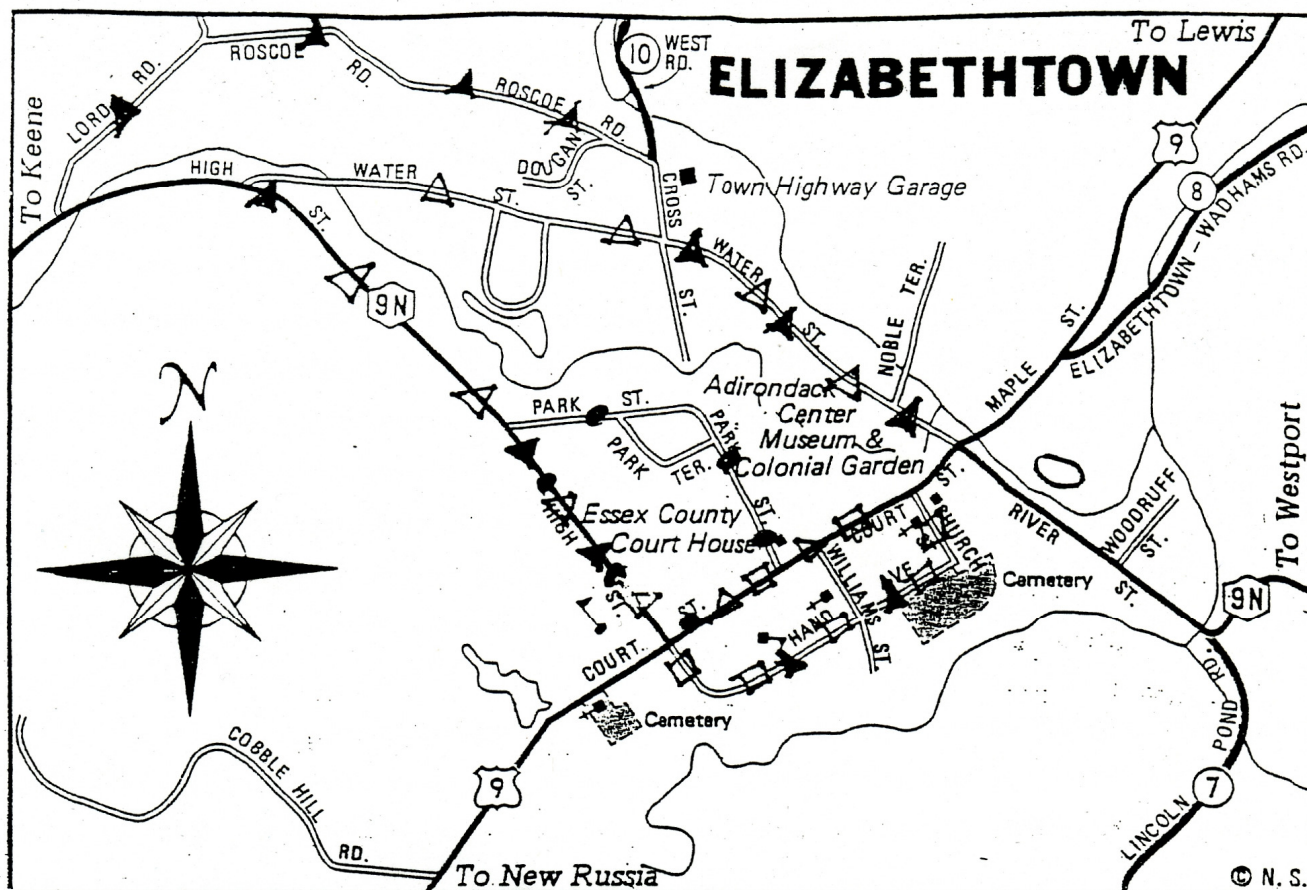 To Lewis
ELIZABETHTOWN
10
WEST
RD.
ROSCOE
RD.
ROSCOE
RD.
LORD
RD.
To Keene
9
8
ELIZABETHTOWN-WADHAMS RD.
DOUGAN
ST.
HIGH
ST.
WATER
ST.
CROSS
ST.
Town Highway Garage
WATER
ST.
NOBLE TER.
MAPLE
ST.
9N
N
PARK
ST.
PARK
TER.
PARK
ST.
Adirondack
Center
Museum &
Colonial Garden
Essex County
Court House
HIGH
ST.
COURT
ST.
COURT
ST.
WILLIAMS
ST.
HAND
AVE.
CHURCH
ST.
Cemetery
RIVER
ST.
WOODRUFF
ST.
To Westport
9N
Cemetery
COBBLE HILL
RD.
9
To New Russia
LINCOLN
POND
RD.
7
© N. S.